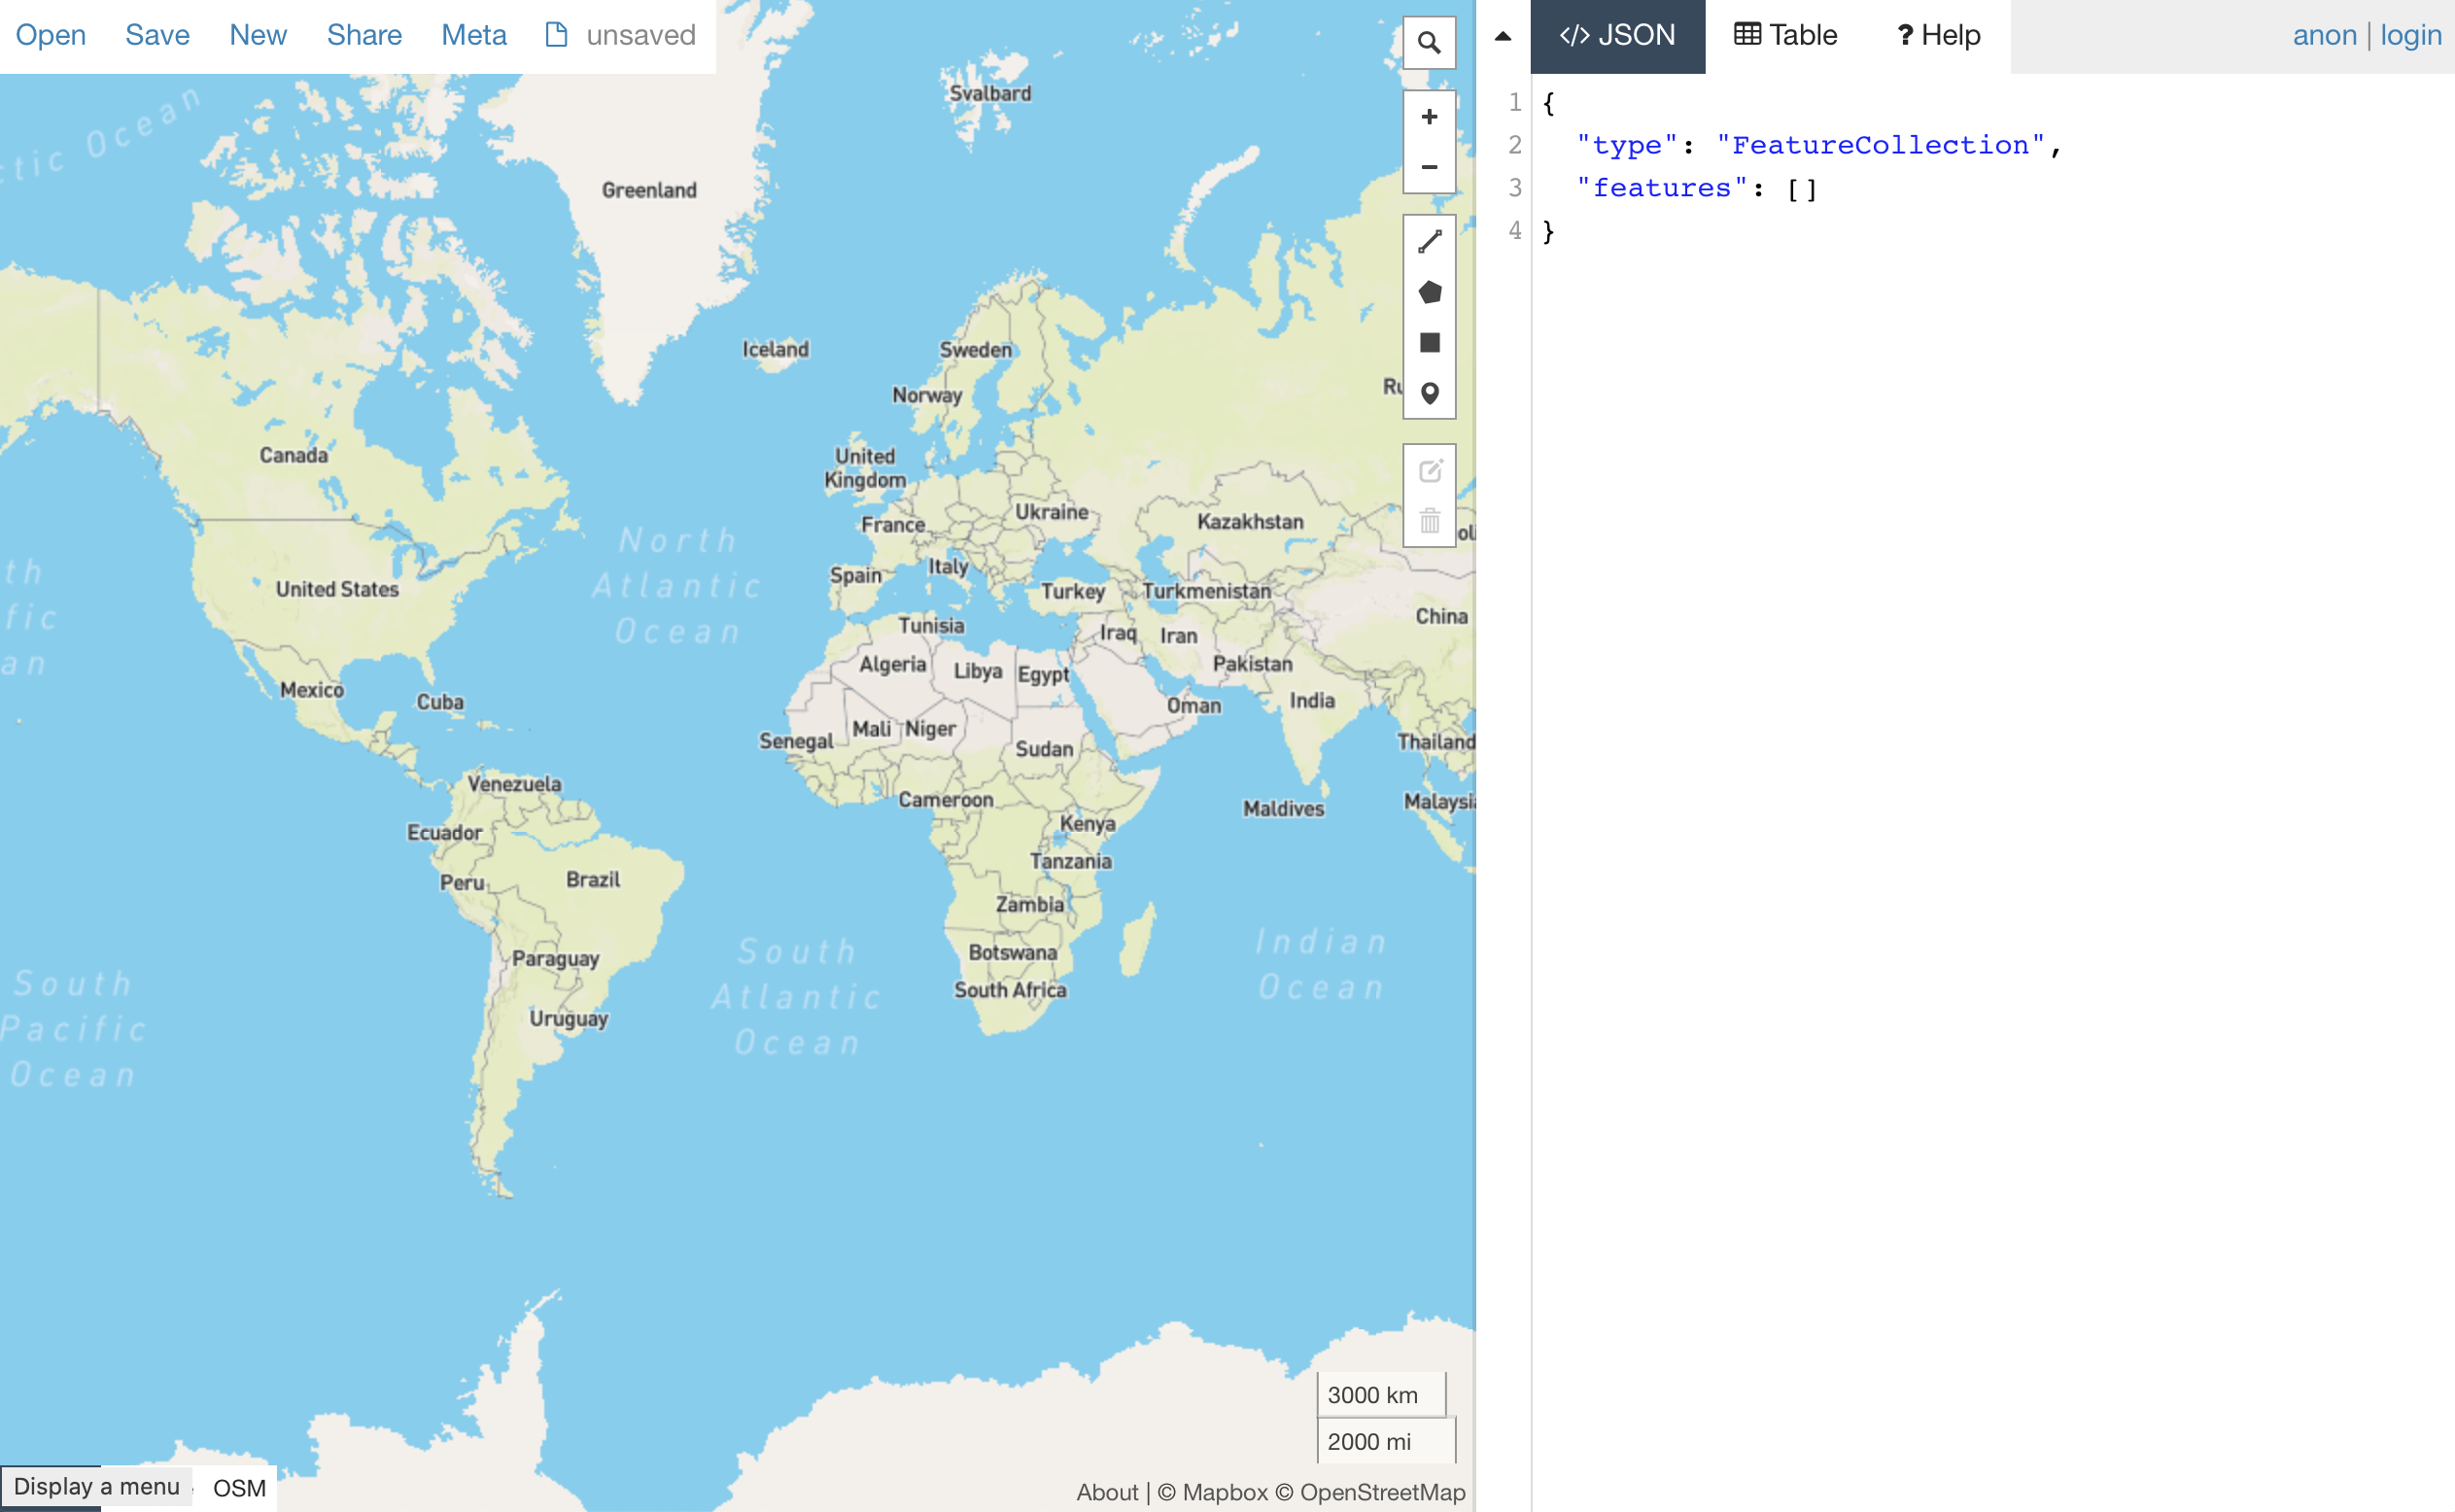 Open Save New Share Meta unsaved
</> JSON Table ? Help anon | login
1 {
2 "type": "FeatureCollection",
3 "features": []
4 }
ctic Ocean
Svalbard
Greenland
Iceland
Sweden
Norway
Ru
Canada
United
Kingdom
Ukraine
France
Kazakhstan
North
Atlantic
Ocean
Italy
Spain
th
fic
an
United States
Turkey
Turkmenistan
China
Tunisia
Iraq
Iran
Algeria
Libya
Egypt
Pakistan
Mexico
Cuba
India
Oman
Mali
Niger
Senegal
Sudan
Thailand
Venezuela
Cameroon
Maldives
Malaysia
Ecuador
Kenya
Tanzania
Peru
Brazil
Zambia
Botswana
Paraguay
South
Atlantic
Ocean
Indian
Ocean
South Africa
Uruguay
South
Pacific
Ocean
3000 km
2000 mi
Display a menu
OSM
About | © Mapbox © OpenStreetMap